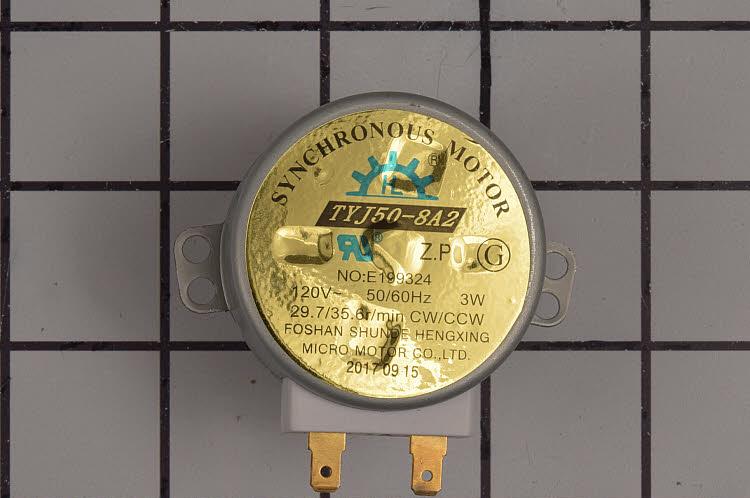 SYNCHRONOUS MOTOR
®
TYJ50-8A2
®
Z.P G
NO:E199324
120V~ 50/60Hz 3W
29.7/35.6r/min CW/CCW
FOSHAN SHUNDE HENGXING
MICRO MOTOR CO.,LTD.
2017 09 15